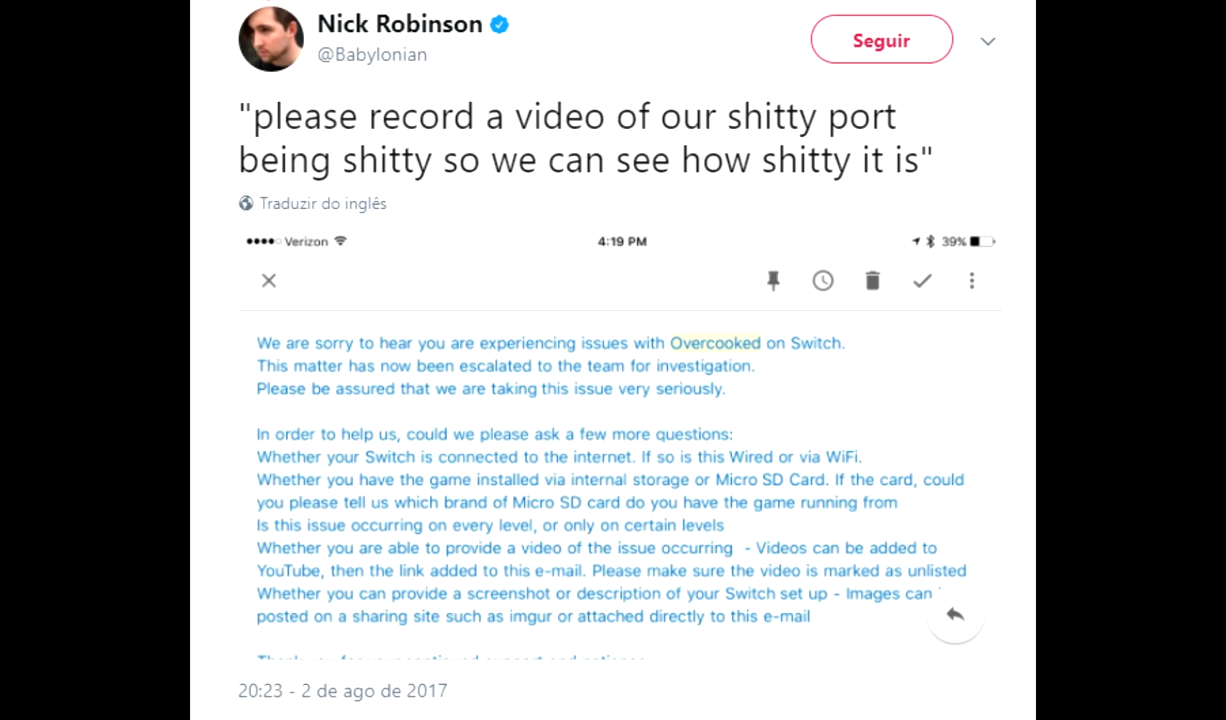 Nick Robinson
@Babylonian
Seguir
"please record a video of our shitty port
being shitty so we can see how shitty it is"
Traduzir do inglês
Verizon
4:19 PM
39%
We are sorry to hear you are experiencing issues with Overcooked on Switch.
This matter has now been escalated to the team for investigation.
Please be assured that we are taking this issue very seriously.
In order to help us, could we please ask a few more questions:
Whether your Switch is connected to the internet. If so is this Wired or via WiFi.
Whether you have the game installed via internal storage or Micro SD Card. If the card, could
you please tell us which brand of Micro SD card do you have the game running from
Is this issue occurring on every level, or only on certain levels
Whether you are able to provide a video of the issue occurring - Videos can be added to
YouTube, then the link added to this e-mail. Please make sure the video is marked as unlisted
Whether you can provide a screenshot or description of your Switch set up - Images can
posted on a sharing site such as imgur or attached directly to this e-mail
20:23 - 2 de ago de 2017